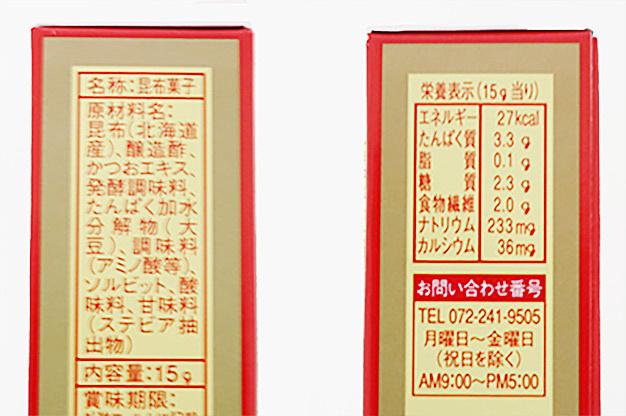 名称:昆布菓子
原材料名:
昆布(北海道
産)、醸造酢、
かつおエキス、
発酵調味料、
たんぱく加水
分解物(大
豆)、調味料
(アミノ酸等)、
ソルビット、酸
味料、甘味料
(ステビア抽
出物)
内容量:15g
賞味期限:
栄養表示(15g当り)
エネルギー 27kcal
たんぱく質 3.3g
脂質 0.1g
糖質 2.3g
食物繊維 2.0g
ナトリウム 233mg
カルシウム 36mg
お問い合わせ番号
TEL 072-241-9505
月曜日〜金曜日
(祝日を除く)
AM9:00〜PM5:00